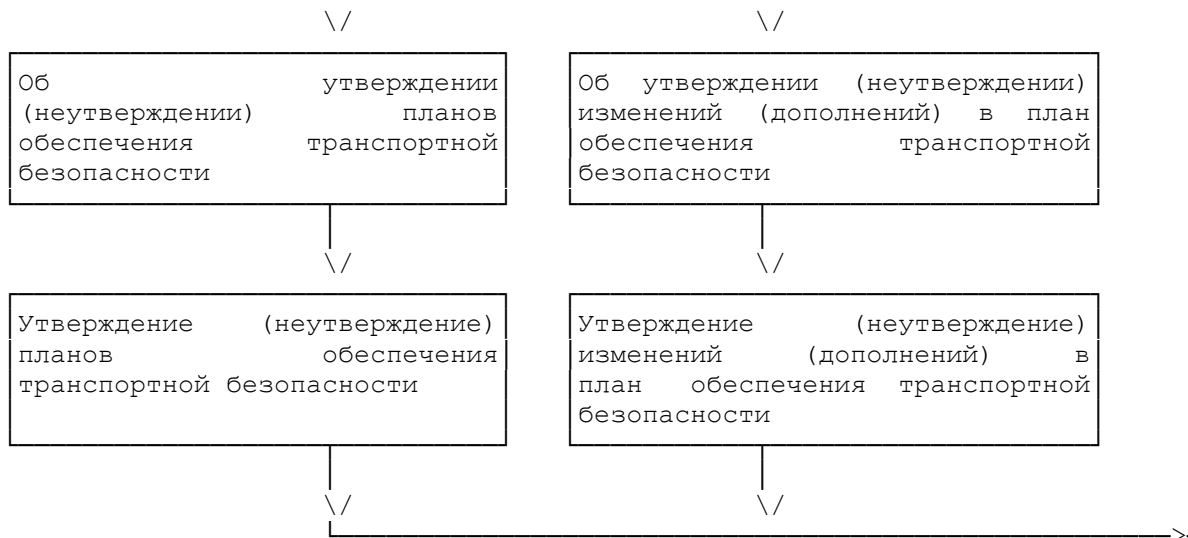 Об утверждении
(неутверждении) планов
обеспечения транспортной
безопасности
Об утверждении (неутверждении)
изменений (дополнений) в план
обеспечения транспортной
безопасности
Утверждение (неутверждение)
планов обеспечения
транспортной безопасности
Утверждение (неутверждение)
изменений (дополнений) в
план обеспечения транспортной
безопасности